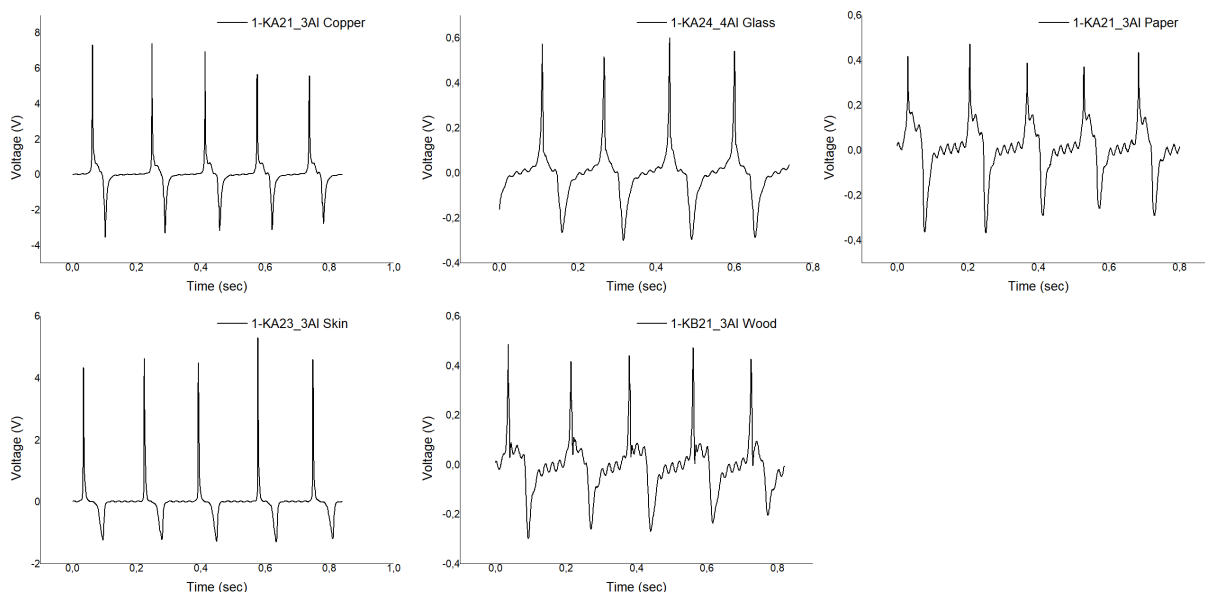 1-KA21_3Al Copper
8
6
4
2
0
-2
-4
Voltage (V)
0,0 0,2 0,4 0,6 0,8 1,0
Time (sec)
1-KA24_4Al Glass
0,6
0,4
0,2
0,0
-0,2
-0,4
Voltage (V)
0,0 0,2 0,4 0,6 0,8
Time (sec)
1-KA21_3Al Paper
0,6
0,4
0,2
0,0
-0,2
-0,4
Voltage (V)
0,0 0,2 0,4 0,6 0,8
Time (sec)
1-KA23_3Al Skin
6
4
2
0
-2
Voltage (V)
0,0 0,2 0,4 0,6 0,8 1,0
Time (sec)
1-KB21_3Al Wood
0,6
0,4
0,2
0,0
-0,2
-0,4
Voltage (V)
0,0 0,2 0,4 0,6 0,8
Time (sec)